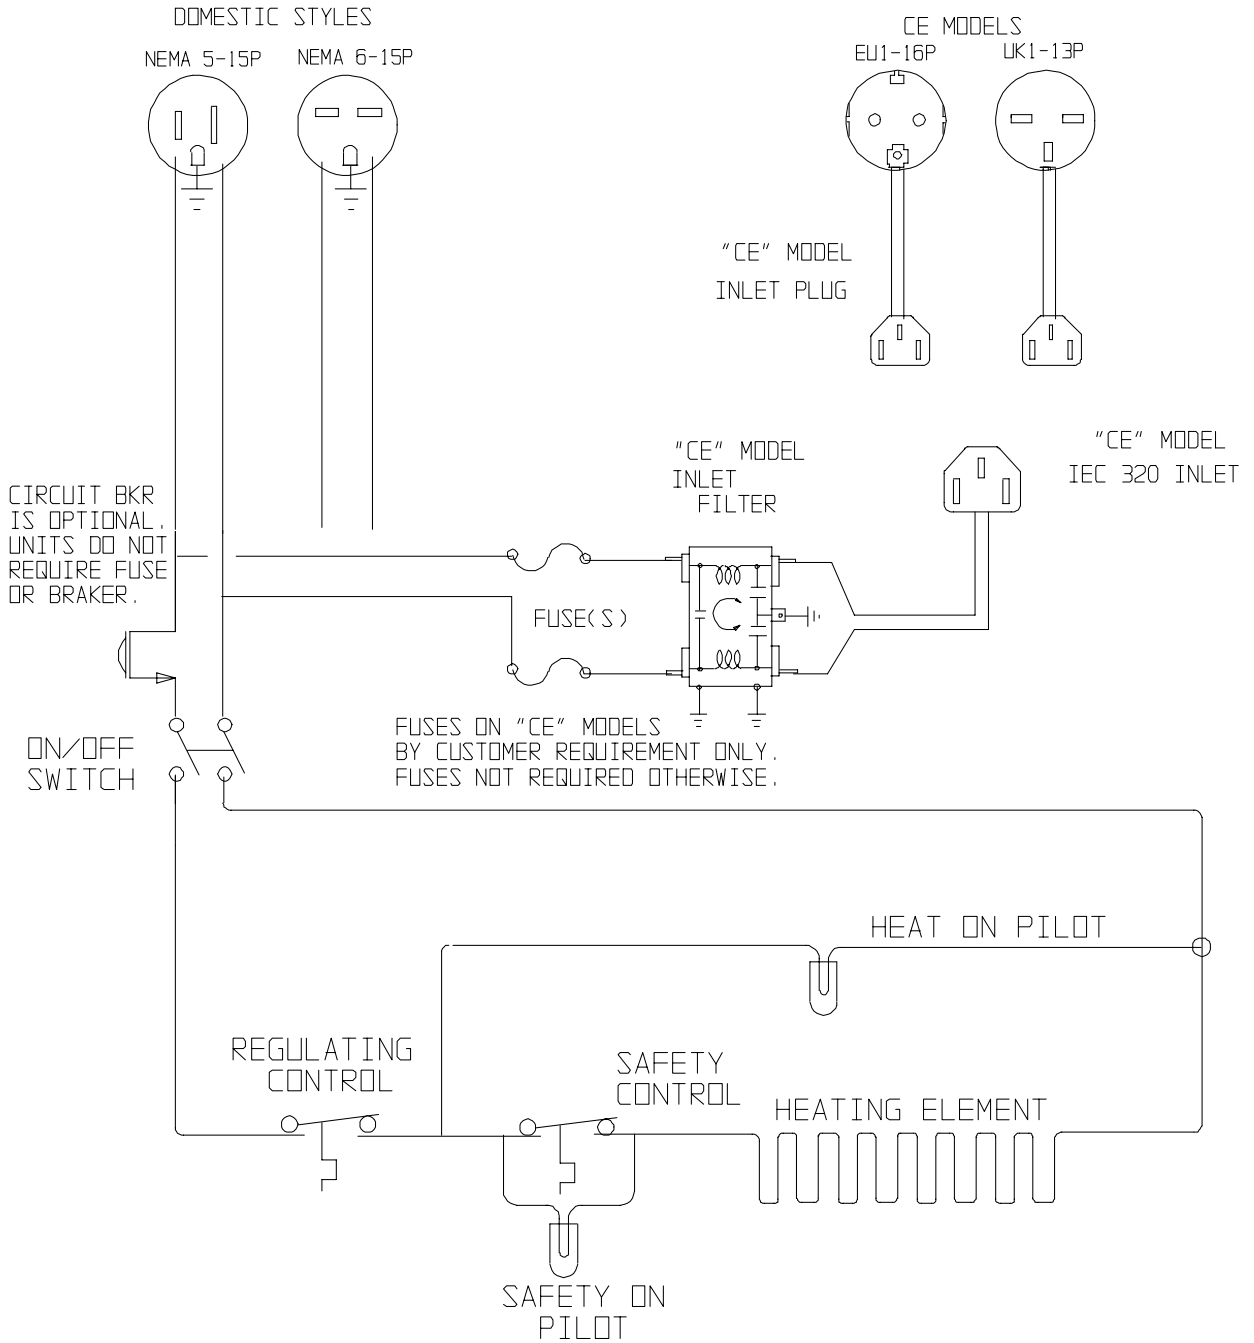 DOMESTIC STYLES
NEMA 5-15P
NEMA 6-15P
CE MODELS
EU1-16P
UK1-13P
"CE" MODEL
INLET PLUG
"CE" MODEL
IEC 320 INLET
"CE" MODEL
INLET
FILTER
CIRCUIT BKR
IS OPTIONAL.
UNITS DO NOT
REQUIRE FUSE
OR BRAKER.
FUSE(S)
FUSES ON "CE" MODELS
BY CUSTOMER REQUIREMENT ONLY.
FUSES NOT REQUIRED OTHERWISE.
ON/OFF
SWITCH
HEAT ON PILOT
REGULATING
CONTROL
SAFETY
CONTROL
HEATING ELEMENT
SAFETY ON
PILOT